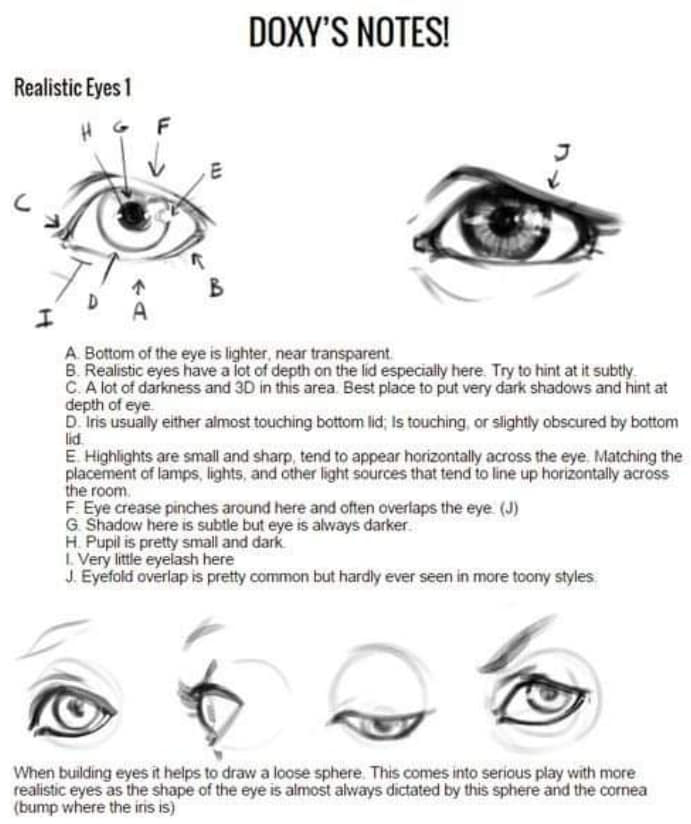 DOXY'S NOTES!
Realistic Eyes 1
H G F
E
C
J
B
D
A
I
A. Bottom of the eye is lighter, near transparent.
B. Realistic eyes have a lot of depth on the lid especially here. Try to hint at it subtly.
C. A lot of darkness and 3D in this area. Best place to put very dark shadows and hint at
depth of eye.
D. Iris usually either almost touching bottom lid; Is touching, or slightly obscured by bottom
lid.
E. Highlights are small and sharp, tend to appear horizontally across the eye. Matching the
placement of lamps, lights, and other light sources that tend to line up horizontally across
the room.
F. Eye crease pinches around here and often overlaps the eye. (J)
G. Shadow here is subtle but eye is always darker.
H. Pupil is pretty small and dark.
I. Very little eyelash here
J. Eyefold overlap is pretty common but hardly ever seen in more toony styles.
When building eyes it helps to draw a loose sphere. This comes into serious play with more
realistic eyes as the shape of the eye is almost always dictated by this sphere and the cornea
(bump where the iris is)